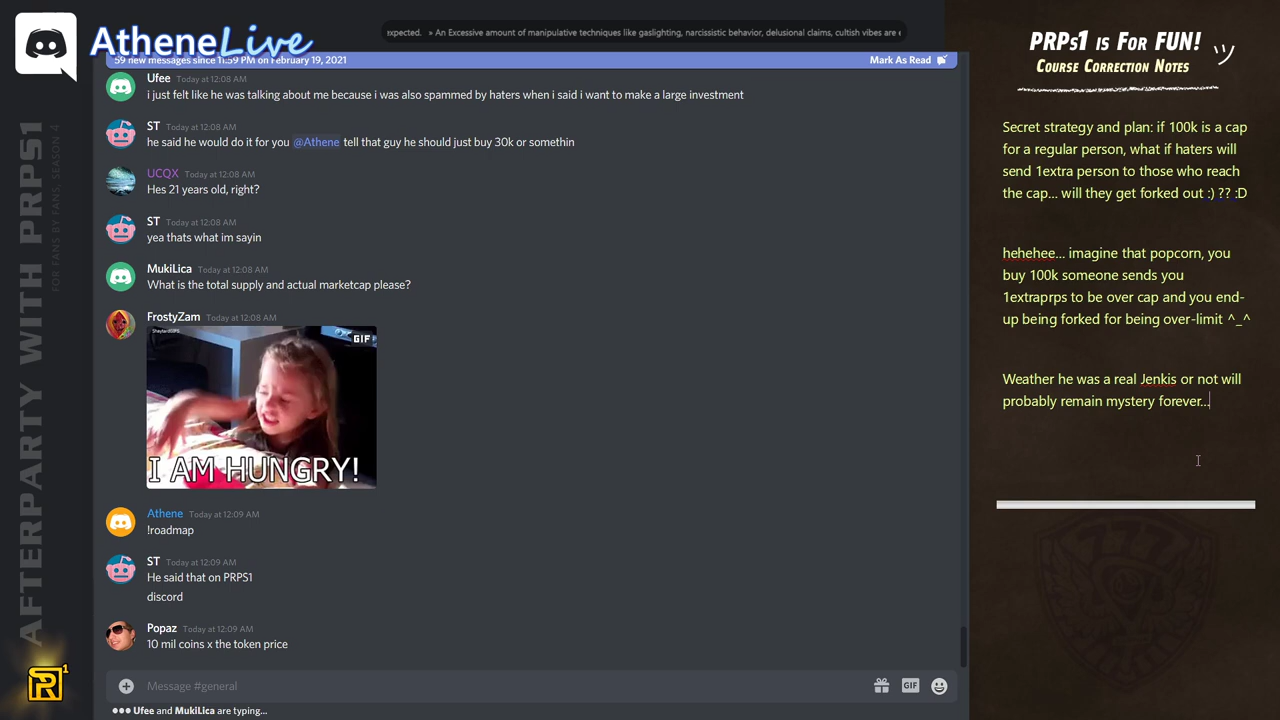 AtheneLive
expected. » An Excessive amount of manipulative techniques like gaslighting, narcissistic behavior, delusional claims, cultish vibes are
59 new messages since 11:59 PM on February 19, 2021
Mark As Read
Ufee Today at 12:08 AM
i just felt like he was talking about me because i was also spammed by haters when i said i want to make a large investment
ST Today at 12:08 AM
he said he would do it for you @Athene tell that guy he should just buy 30k or somethin
UCQX Today at 12:08 AM
Hes 21 years old, right?
ST Today at 12:08 AM
yea thats what im sayin
MukiLica Today at 12:08 AM
What is the total supply and actual marketcap please?
FrostyZam Today at 12:08 AM
GIF
I AM HUNGRY!
Athene Today at 12:09 AM
!roadmap
ST Today at 12:09 AM
He said that on PRPS1
discord
Popaz Today at 12:09 AM
10 mil coins x the token price
Message #general
GIF
Ufee and MukiLica are typing...
AFTERPARTY WITH PRPS1
FOR FANS BY FANS, SEASON 4
R1
PRPs1 is For FUN!
Course Correction Notes
ツ
Secret strategy and plan: if 100k is a cap
for a regular person, what if haters will
send 1extra person to those who reach
the cap... will they get forked out :) ?? :D
hehehee... imagine that popcorn, you
buy 100k someone sends you
1extraprps to be over cap and you end-
up being forked for being over-limit ^_^
Weather he was a real Jenkis or not will
probably remain mystery forever...
777